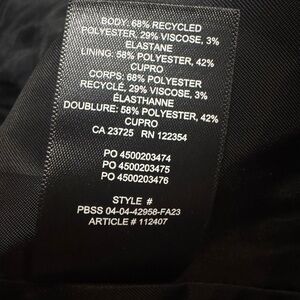 BODY: 68% RECYCLED
POLYESTER, 29% VISCOSE, 3%
ELASTANE
LINING: 58% POLYESTER, 42%
CUPRO
CORPS: 68% POLYESTER
RECYCLÉ, 29% VISCOSE, 3%
ÉLASTHANNE
DOUBLURE: 58% POLYESTER, 42%
CUPRO
CA 23725 RN 122354
PO 4500203474
PO 4500203475
PO 4500203476
STYLE #
PBSS 04-04-42958-FA23
ARTICLE # 112407